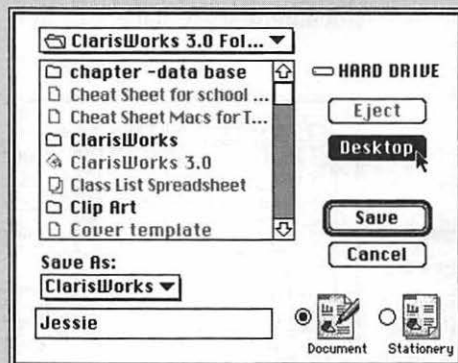 ClarisWorks 3.0 Fol...
HARD DRIVE
chapter -data base
Cheat Sheet for school ...
Cheat Sheet Macs for T...
ClarisWorks
ClarisWorks 3.0
Class List Spreadsheet
Clip Art
Cover template
Eject
Desktop
Save
Cancel
Save As:
ClarisWorks
Jessie
Document
Stationery